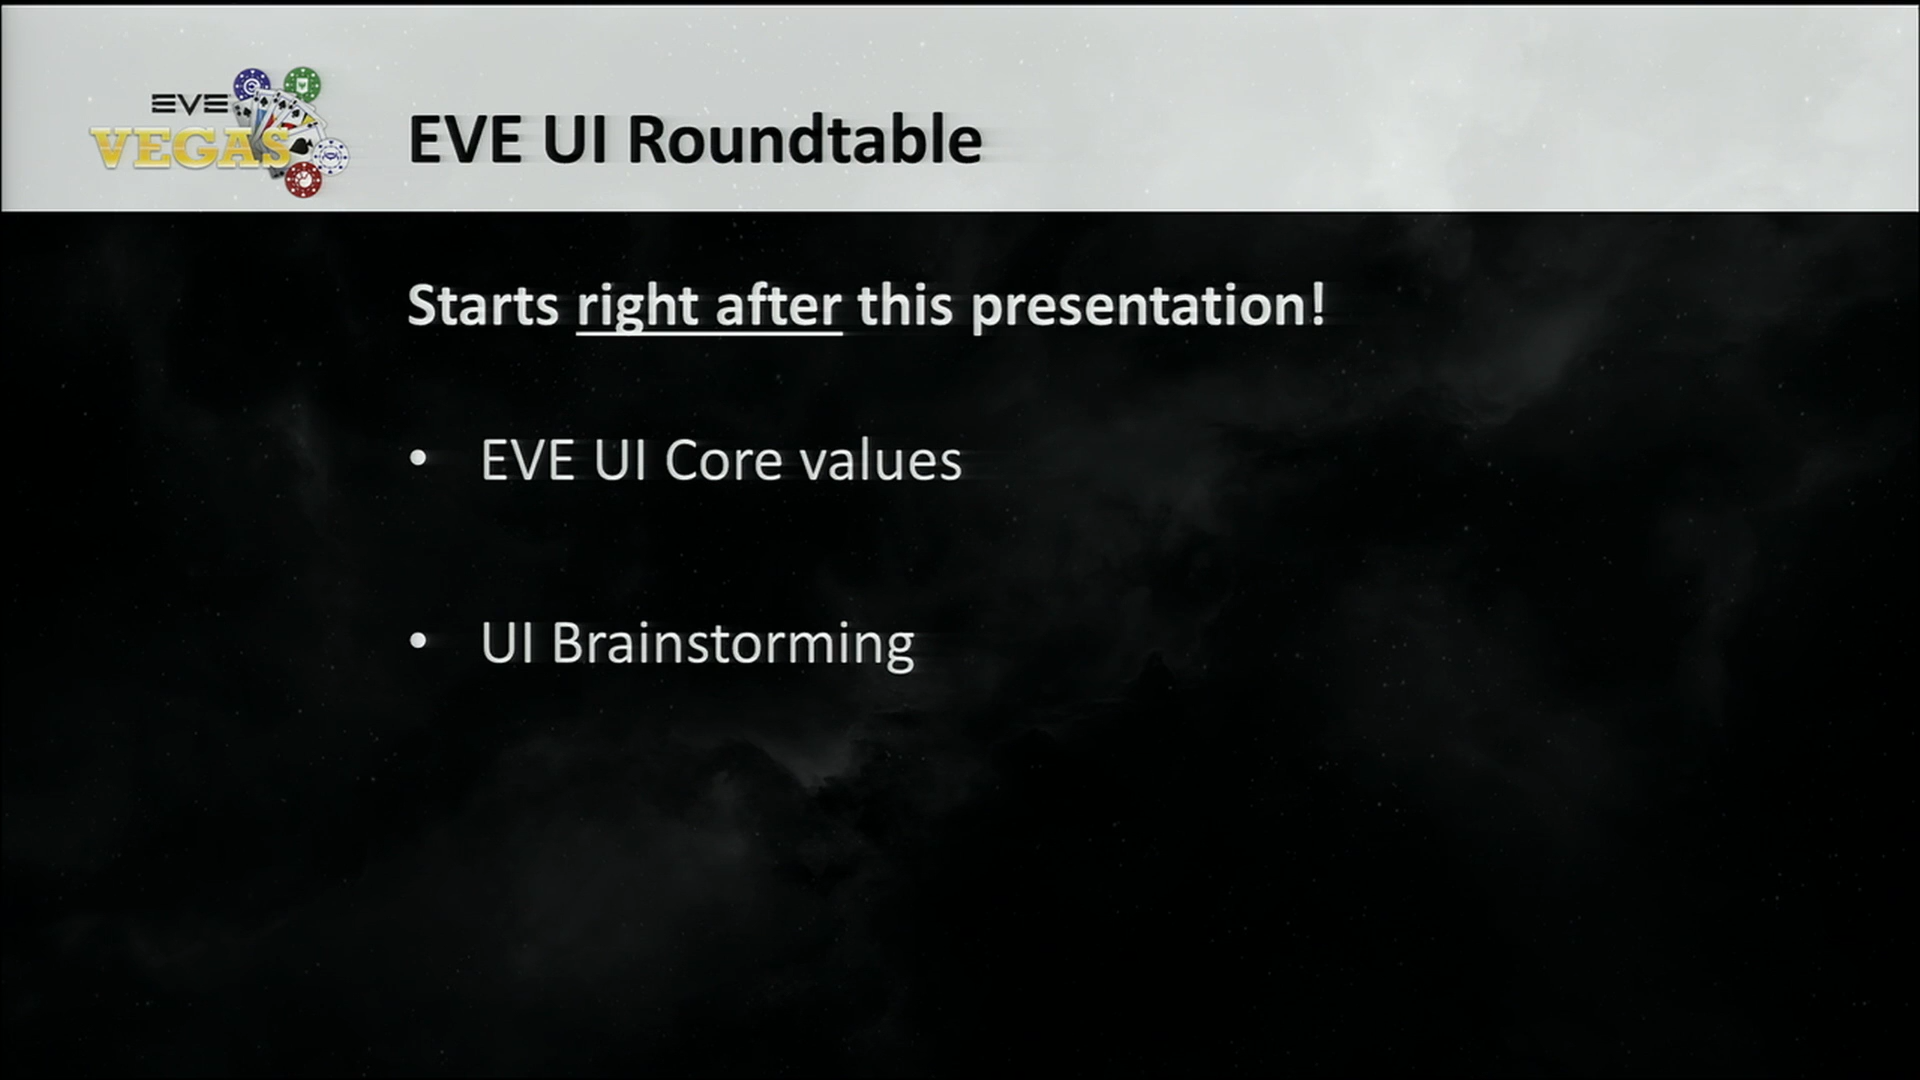 EVE
VEGAS
EVE UI Roundtable
Starts right after this presentation!
• EVE UI Core values
• UI Brainstorming